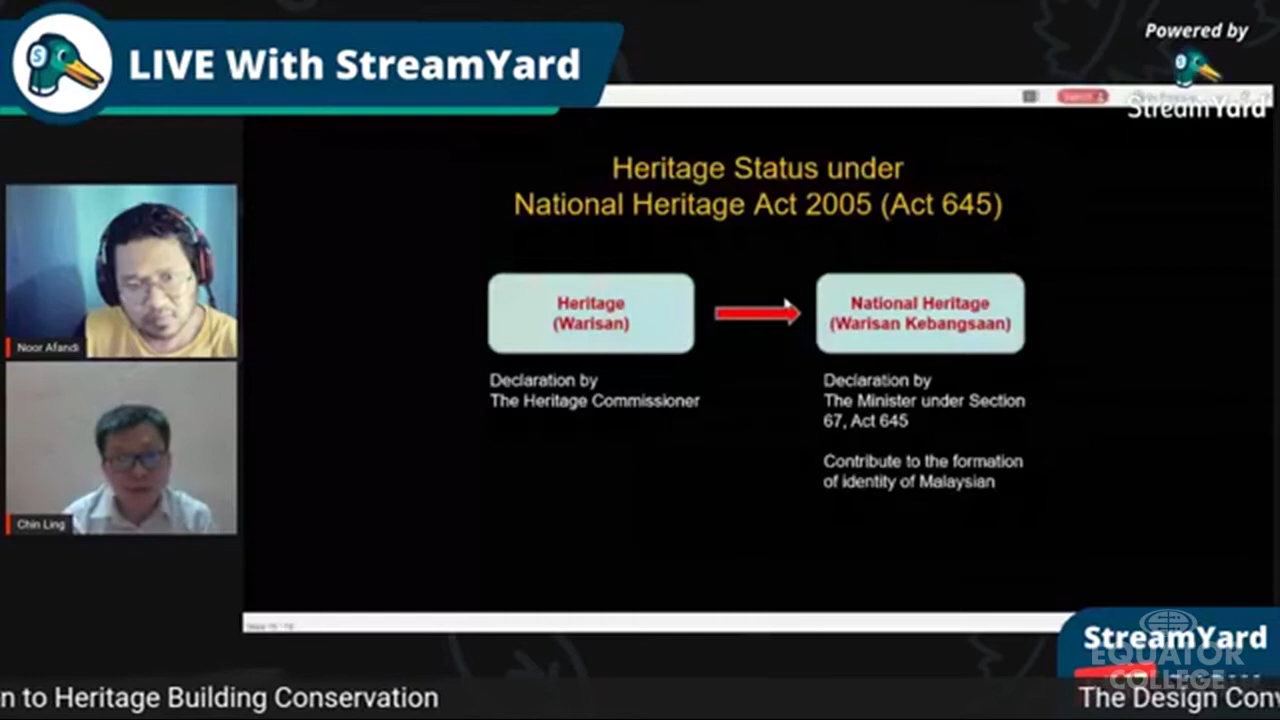 LIVE With StreamYard
Powered by
StreamYard
Heritage Status under
National Heritage Act 2005 (Act 645)
Heritage
(Warisan)
National Heritage
(Warisan Kebangsaan)
Declaration by
The Heritage Commissioner
Declaration by
The Minister under Section
67, Act 645
Contribute to the formation
of identity of Malaysian
Noor Afandi
Chin Ling
StreamYard
EQUATOR
COLLEGE
n to Heritage Building Conservation
The Design Conv